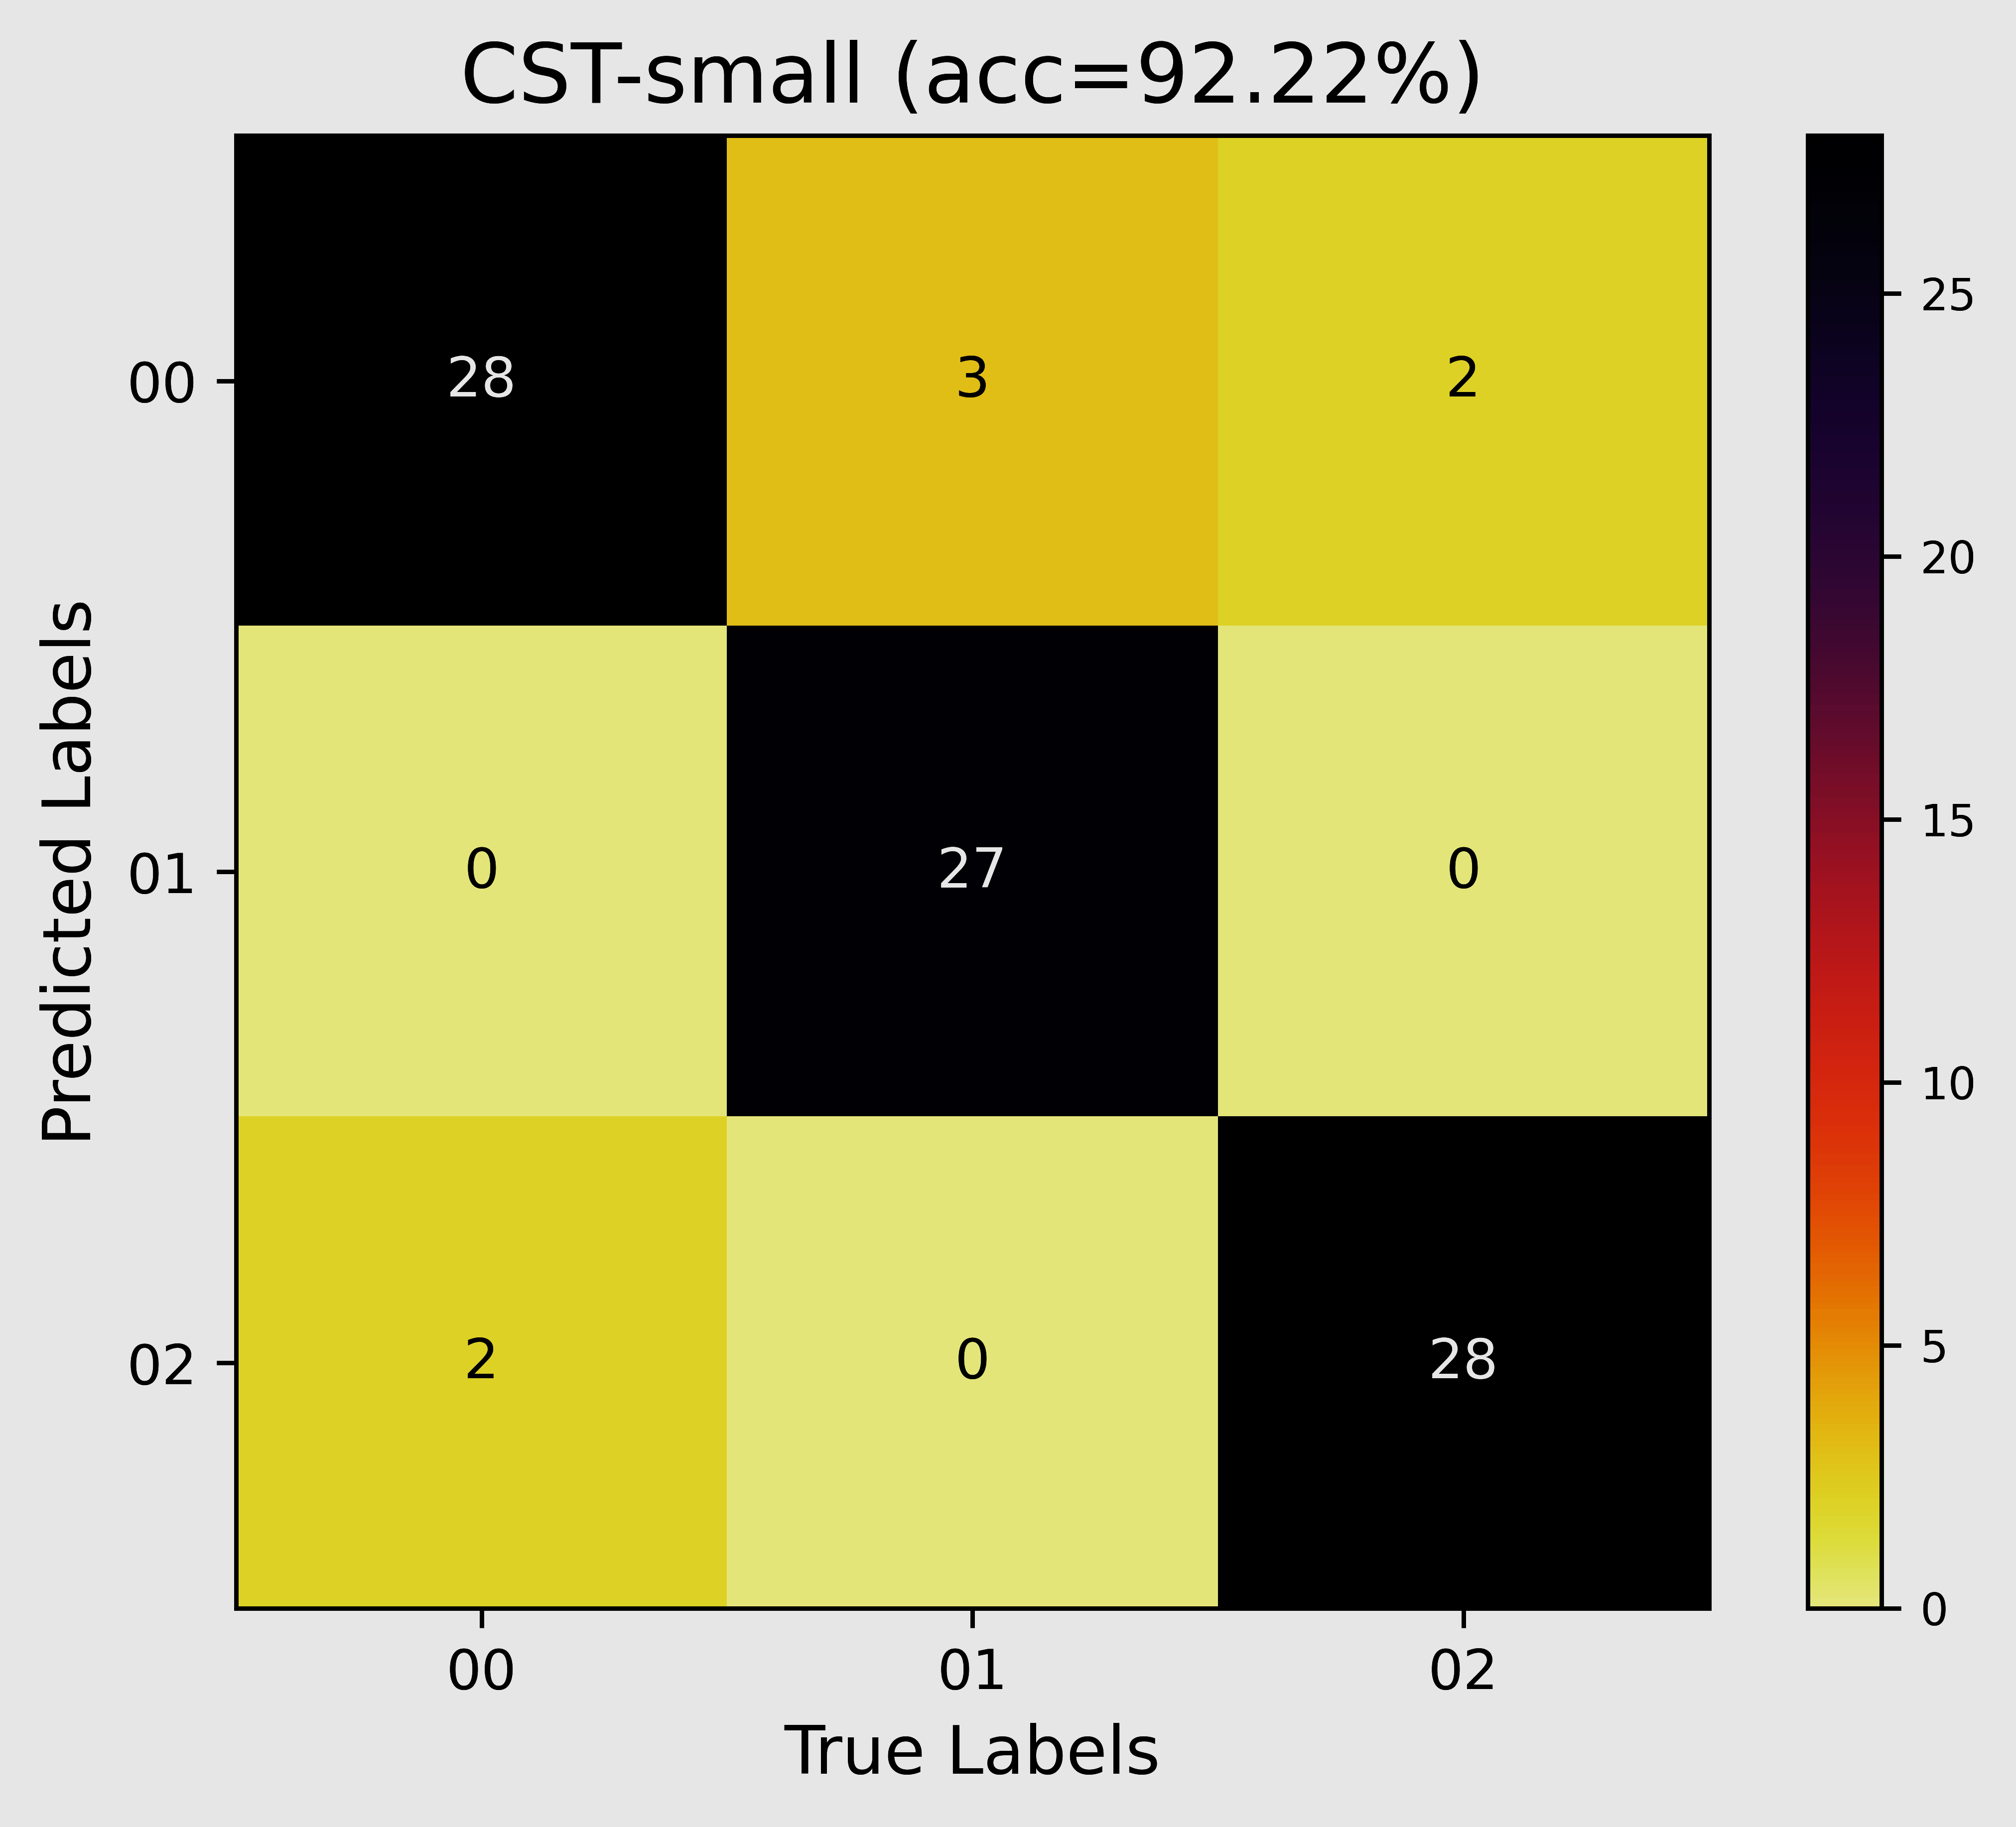 CST-small (acc=92.22%)
Predicted Labels
00 28 3 2
01 0 27 0
02 2 0 28
00 01 02
True Labels
25
20
15
10
5
0